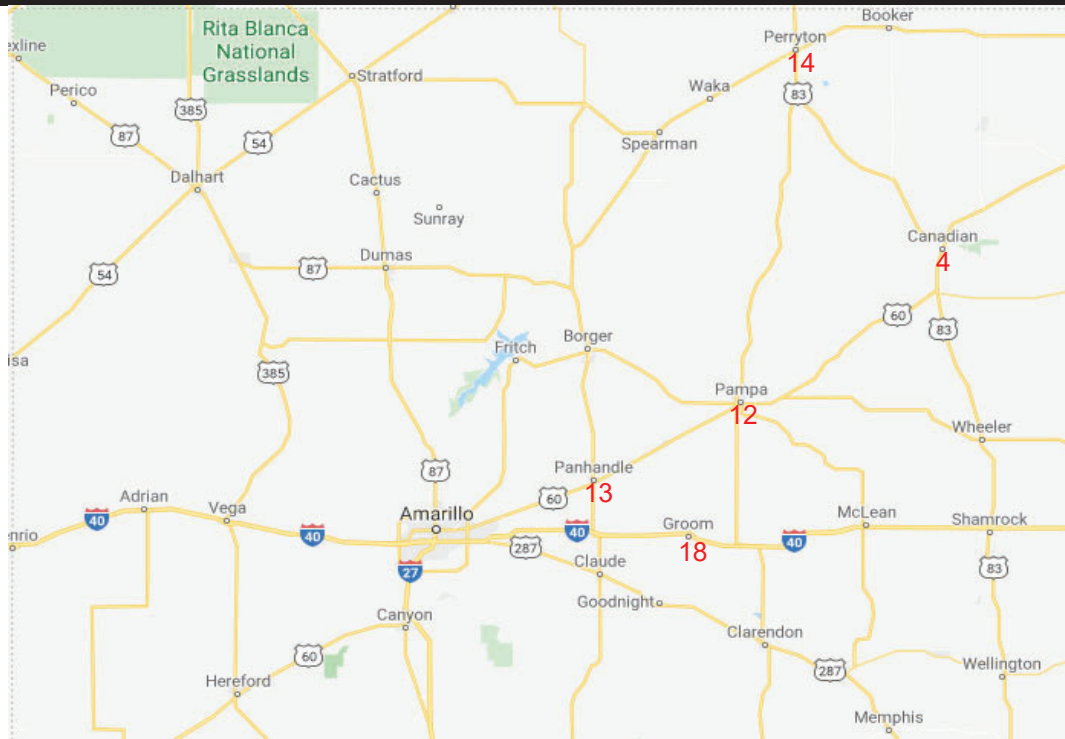 Booker
Rita Blanca
National
Grasslands
Perryton
14
exline
Stratford
Perico
Waka
83
385
87
54
Spearman
Dalhart
Cactus
Sunray
Canadian
4
Dumas
87
54
60
83
Borger
Fritch
isa
385
Pampa
12
Wheeler
87
Panhandle
13
60
Adrian
Vega
Amarillo
McLean
Shamrock
40
Groom
40
40
40
enrio
18
287
Claude
27
83
Goodnight
Canyon
Clarendon
60
287
Wellington
Hereford
Memphis